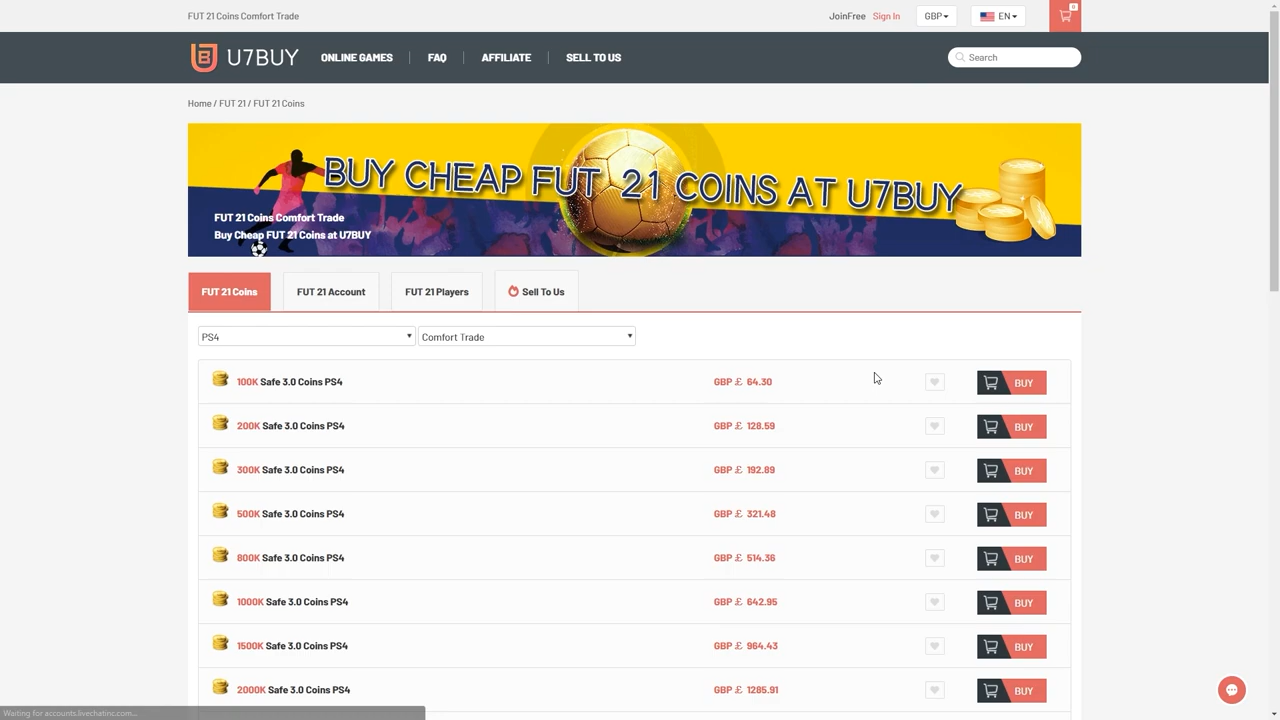 FUT 21 Coins Comfort Trade
JoinFree Sign In GBP EN 0
U7BUY ONLINE GAMES FAQ AFFILIATE SELL TO US Search
Home / FUT 21 / FUT 21 Coins
BUY CHEAP FUT 21 COINS AT U7BUY
FUT 21 Coins Comfort Trade
Buy Cheap FUT 21 Coins at U7BUY
FUT 21 Coins FUT 21 Account FUT 21 Players Sell To Us
PS4 Comfort Trade
100K Safe 3.0 Coins PS4 GBP £ 64.30 BUY
200K Safe 3.0 Coins PS4 GBP £ 128.59 BUY
300K Safe 3.0 Coins PS4 GBP £ 192.89 BUY
500K Safe 3.0 Coins PS4 GBP £ 321.48 BUY
800K Safe 3.0 Coins PS4 GBP £ 514.36 BUY
1000K Safe 3.0 Coins PS4 GBP £ 642.95 BUY
1500K Safe 3.0 Coins PS4 GBP £ 964.43 BUY
2000K Safe 3.0 Coins PS4 GBP £ 1285.91 BUY
Waiting for accounts.livechatinc.com...